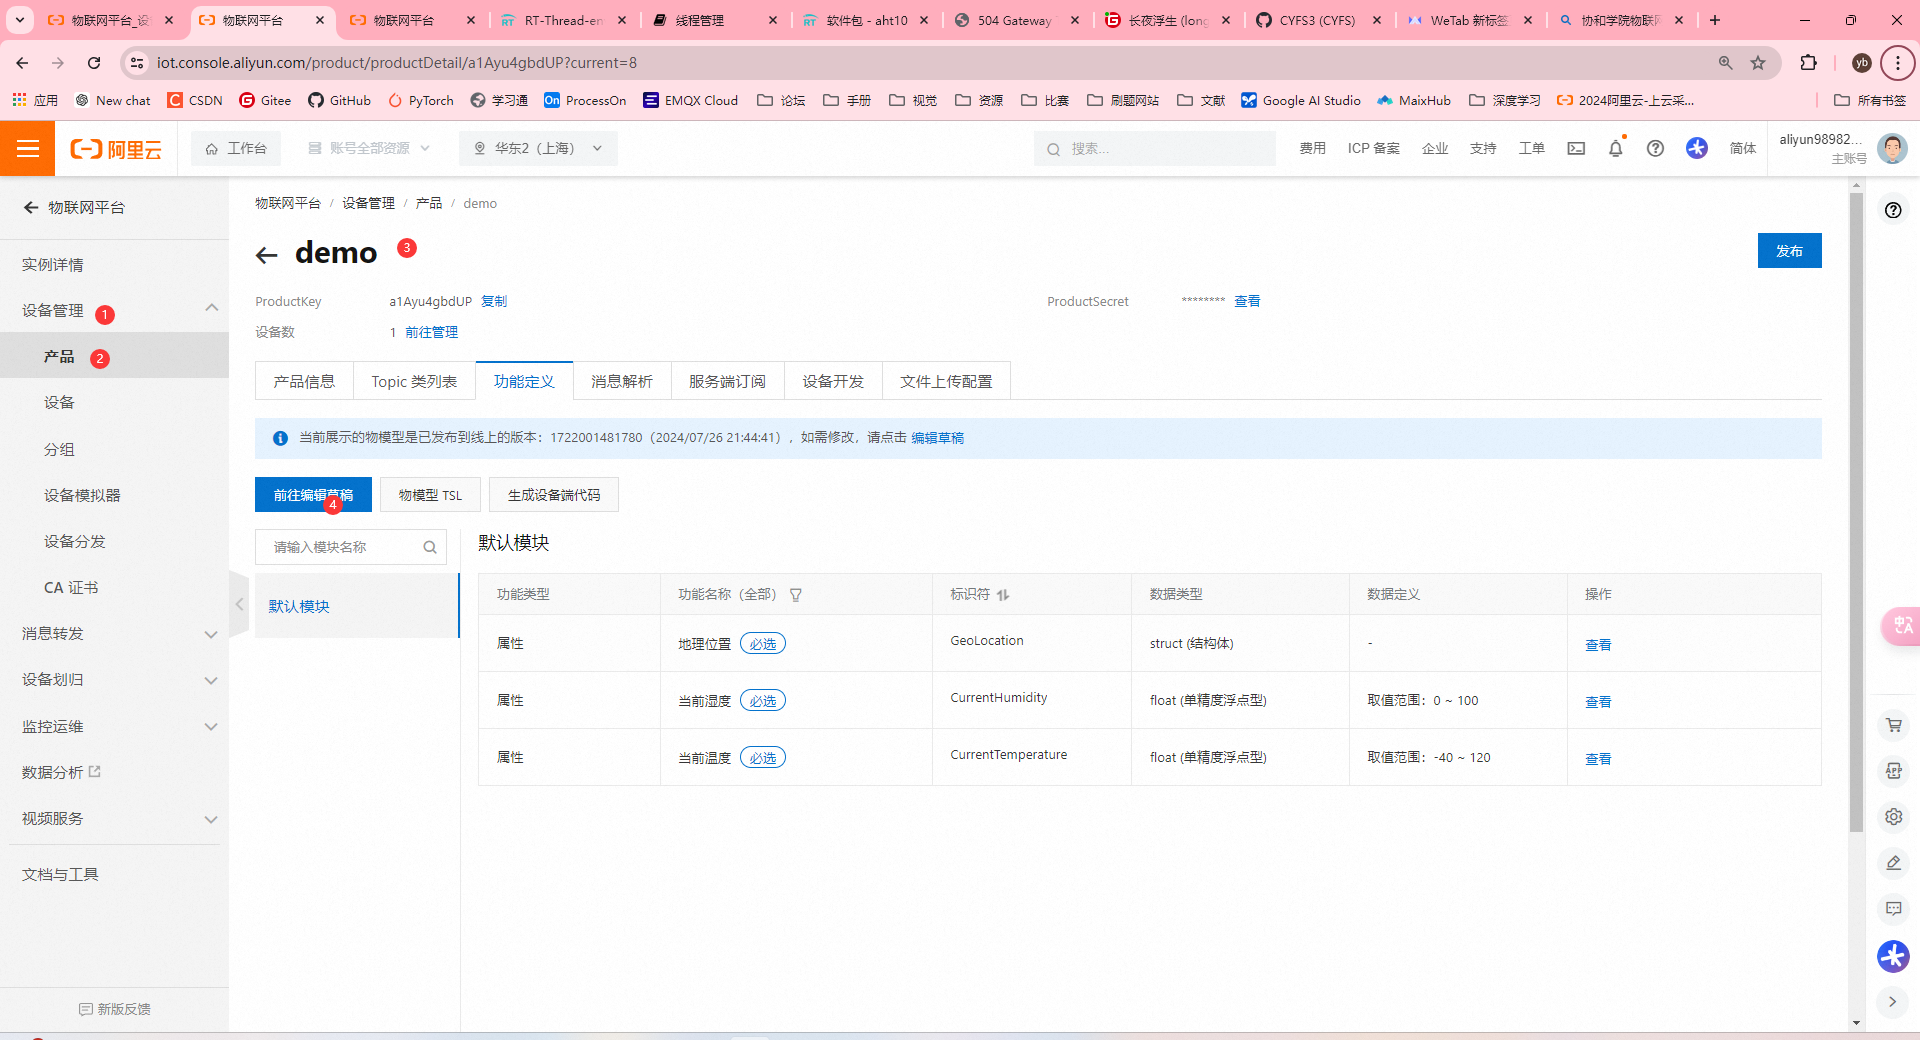 物联网平台_设
物联网平台
物联网平台
RT-Thread-en
线程管理
软件包 - aht10
504 Gateway
长夜浮生 (long
CYFS3 (CYFS)
WeTab 新标签
协和学院物联网
iot.console.aliyun.com/product/productDetail/a1Ayu4gbdUP?current=8
yb
应用
New chat
CSDN
Gitee
GitHub
PyTorch
学习通
ProcessOn
EMQX Cloud
论坛
手册
视觉
资源
比赛
刷题网站
文献
Google AI Studio
MaixHub
深度学习
2024阿里云-上云采...
所有书签
阿里云
工作台
账号全部资源
华东2（上海）
搜索...
费用
ICP 备案
企业
支持
工单
简体
aliyun98982...
主账号
物联网平台
实例详情
设备管理 1
产品 2
设备
分组
设备模拟器
设备分发
CA 证书
消息转发
设备划归
监控运维
数据分析
视频服务
文档与工具
新版反馈
物联网平台 / 设备管理 / 产品 / demo
demo 3
发布
ProductKey a1Ayu4gbdUP 复制
ProductSecret ******** 查看
设备数 1 前往管理
产品信息 Topic 类列表 功能定义 消息解析 服务端订阅 设备开发 文件上传配置
当前展示的物模型是已发布到线上的版本：1722001481780（2024/07/26 21:44:41），如需修改，请点击 编辑草稿
前往编辑草稿 4
物模型 TSL
生成设备端代码
请输入模块名称
默认模块
默认模块
功能类型 功能名称（全部） 标识符 数据类型 数据定义 操作
属性 地理位置 必选 GeoLocation struct (结构体) - 查看
属性 当前湿度 必选 CurrentHumidity float (单精度浮点型) 取值范围：0 ~ 100 查看
属性 当前温度 必选 CurrentTemperature float (单精度浮点型) 取值范围：-40 ~ 120 查看
APP